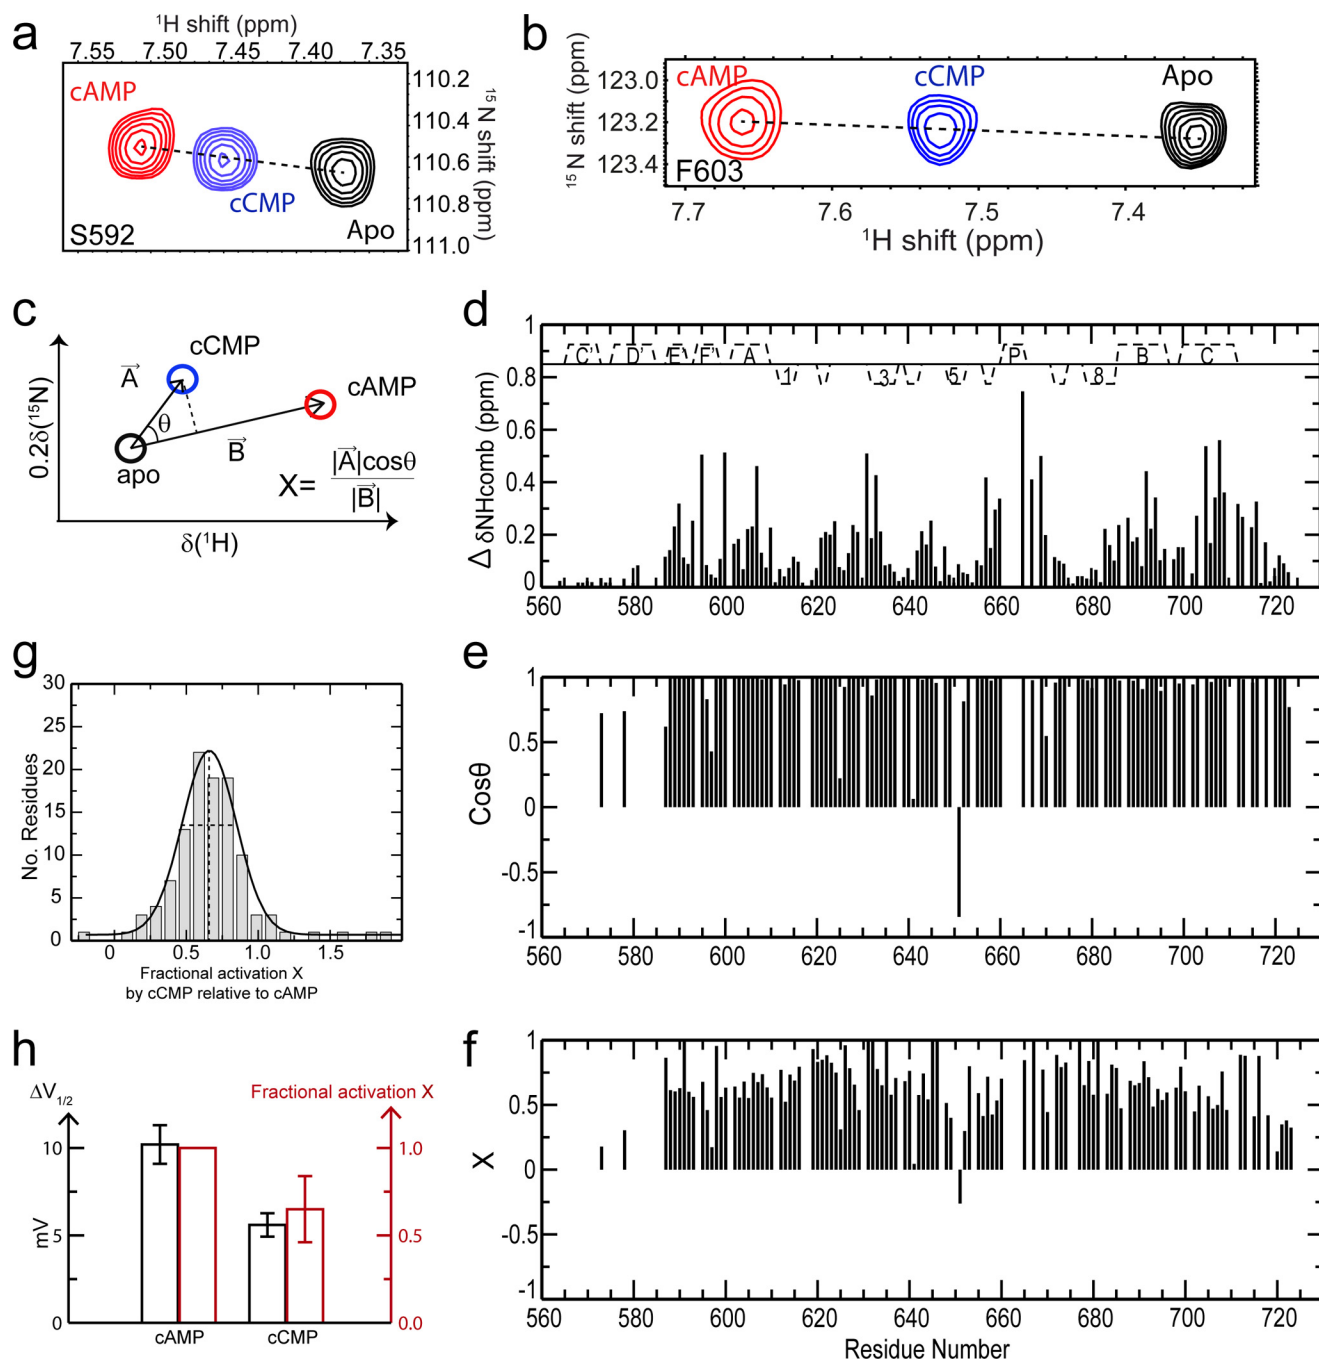 a
¹H shift (ppm)
7.55 7.50 7.45 7.40 7.35
cAMP
cCMP
Apo
S592
110.2
110.4
110.6
110.8
111.0
¹⁵N shift (ppm)
b
¹⁵N shift (ppm)
123.0
123.2
123.4
cAMP
cCMP
Apo
F603
7.7 7.6 7.5 7.4
¹H shift (ppm)
c
0.2δ(¹⁵N)
cCMP
A
θ
cAMP
B
apo
X= |A|cosθ
|B|
δ(¹H)
d
Δ δNHcomb (ppm)
1
0.8
0.6
0.4
0.2
0
C' D' E' F' A P B C
1 3 5 8
560 580 600 620 640 660 680 700 720
e
Cosθ
1
0.5
0
-0.5
-1
560 580 600 620 640 660 680 700 720
g
No. Residues
30
25
20
15
10
5
0
0 0.5 1.0 1.5
Fractional activation X
by cCMP relative to cAMP
h
ΔV1/2
Fractional activation X
mV
10
5
0
1.0
0.5
0.0
cAMP cCMP
f
X
1
0.5
0
-0.5
-1
560 580 600 620 640 660 680 700 720
Residue Number